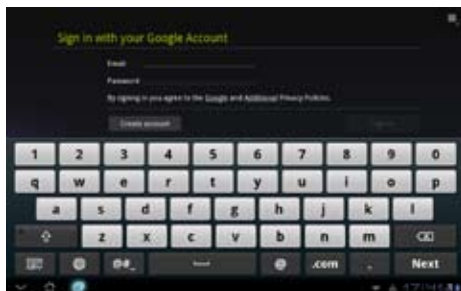 Sign in with your Google Account
Email
Password
By signing in you agree to the Google and Additional Privacy Policies.
Create account
1 2 3 4 5 6 7 8 9 0
q w e r t y u i o p
a s d f g h j k l
z x c v b n m
@#_ @ .com . Next